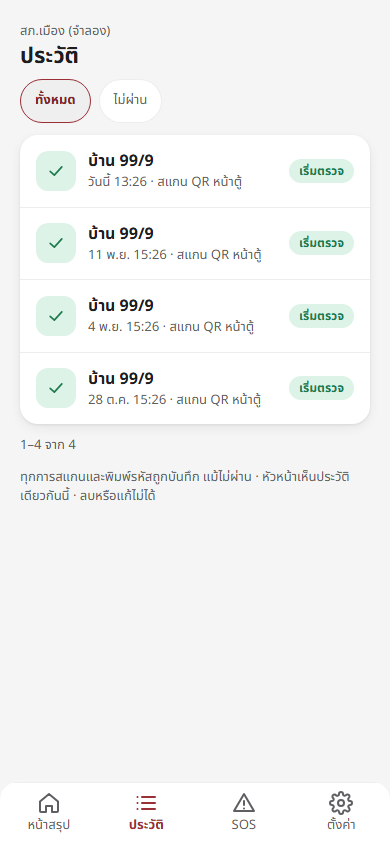 สภ.เมือง (จำลอง)
ประวัติ
ทั้งหมด
ไม่ผ่าน
บ้าน 99/9
วันนี้ 13:26 · สแกน QR หน้าตู้
เริ่มตรวจ
บ้าน 99/9
11 พ.ย. 15:26 · สแกน QR หน้าตู้
เริ่มตรวจ
บ้าน 99/9
4 พ.ย. 15:26 · สแกน QR หน้าตู้
เริ่มตรวจ
บ้าน 99/9
28 ต.ค. 15:26 · สแกน QR หน้าตู้
เริ่มตรวจ
1–4 จาก 4
ทุกการสแกนและพิมพ์รหัสถูกบันทึก แม้ไม่ผ่าน · หัวหน้าเห็นประวัติ
เดียวกันนี้ · ลบหรือแก้ไม่ได้
หน้าสรุป
ประวัติ
SOS
ตั้งค่า